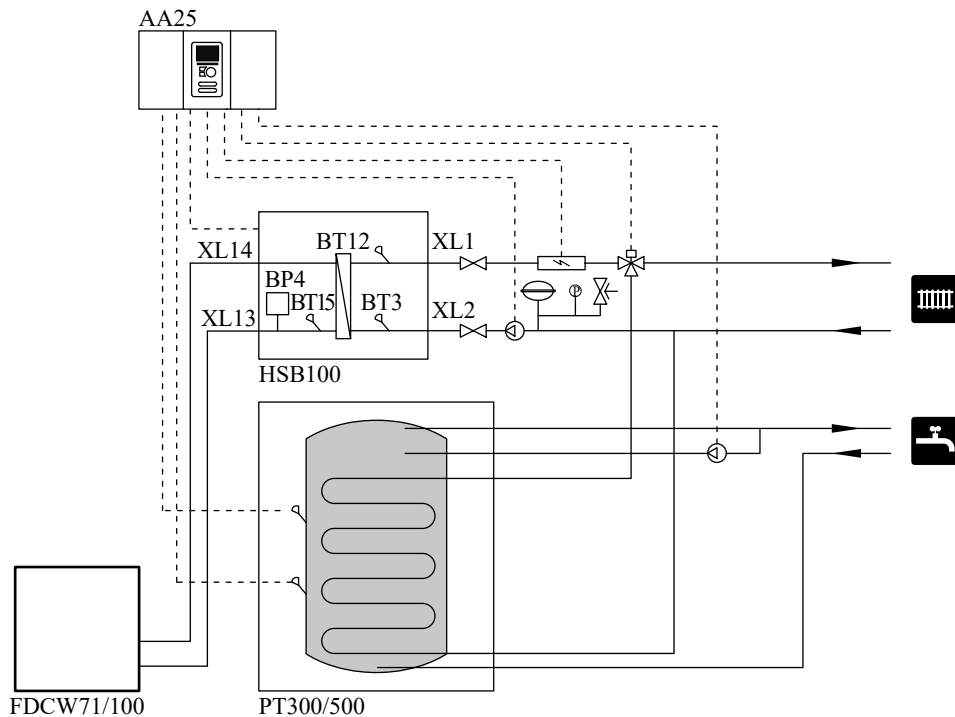 AA25
XL14
BT12
XL1
BP4
BT15
BT3
XL13
XL2
P
HSB100
FDCW71/100
PT300/500